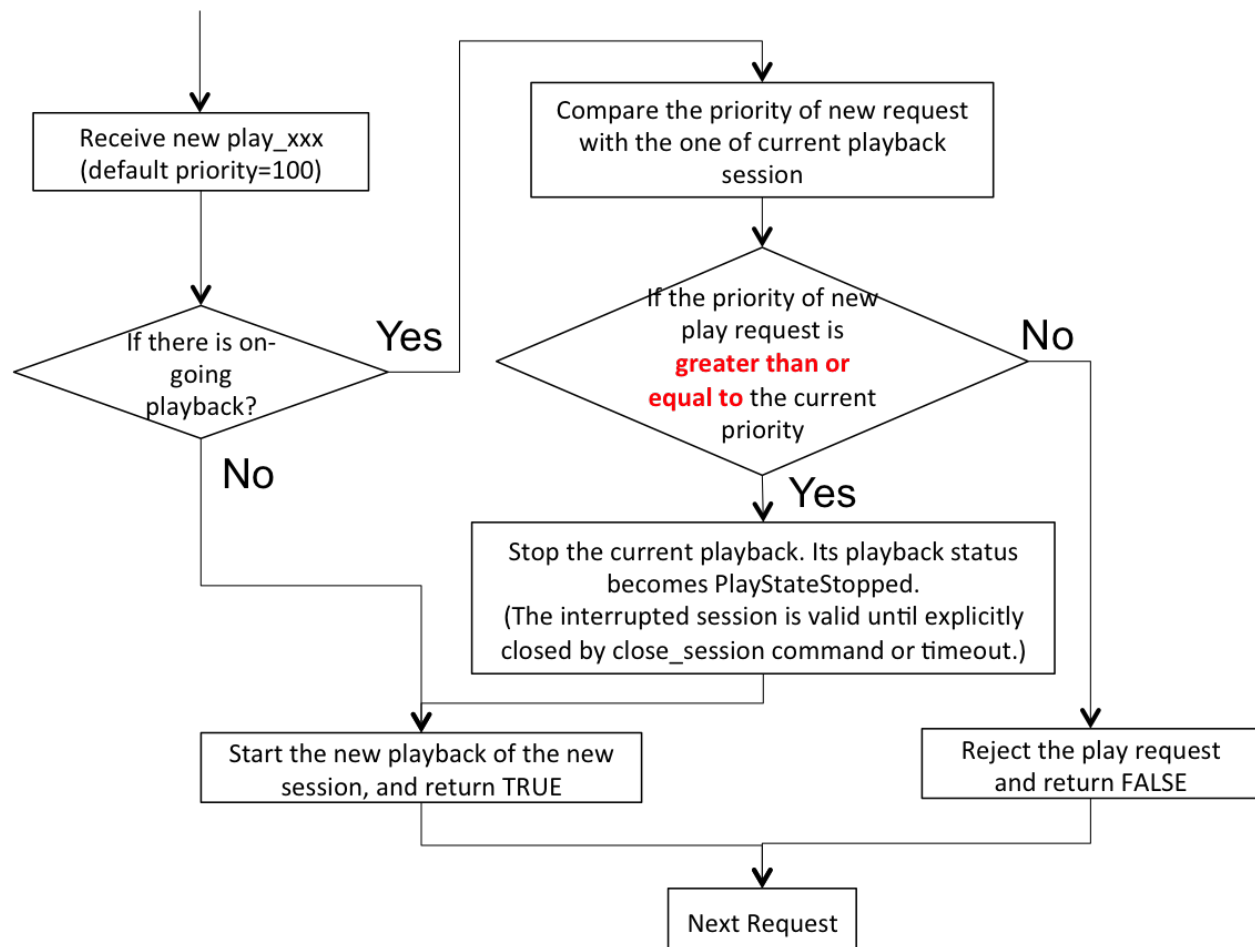 Receive new play_xxx
(default priority=100)
If there is on-
going
playback?
Yes
No
Compare the priority of new request
with the one of current playback
session
If the priority of new
play request is
greater than or
equal to the current
priority
No
Yes
Stop the current playback. Its playback status
becomes PlayStateStopped.
(The interrupted session is valid until explicitly
closed by close_session command or timeout.)
Start the new playback of the new
session, and return TRUE
Reject the play request
and return FALSE
Next Request